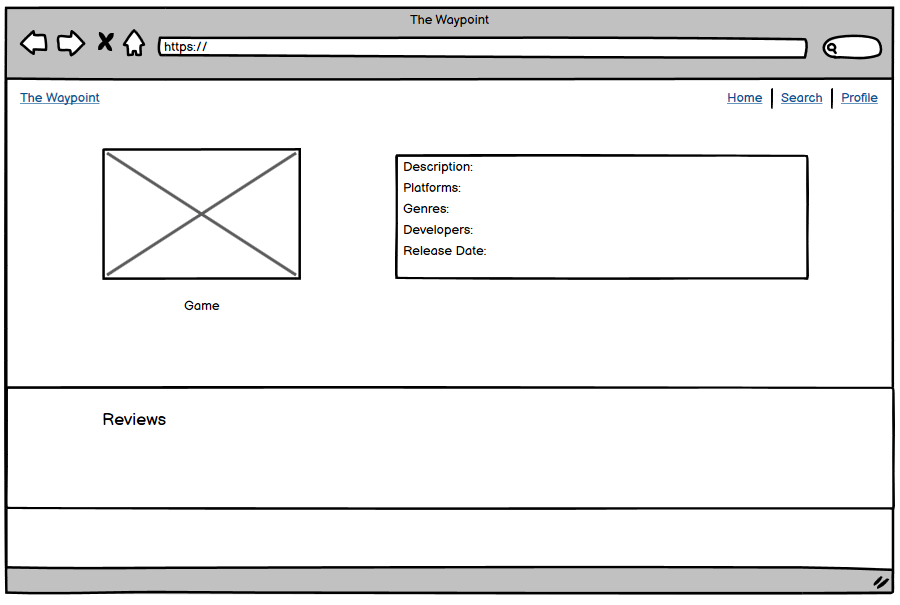 The Waypoint
https://
The Waypoint
Home
Search
Profile
Description:
Platforms:
Genres:
Developers:
Release Date:
Game
Reviews